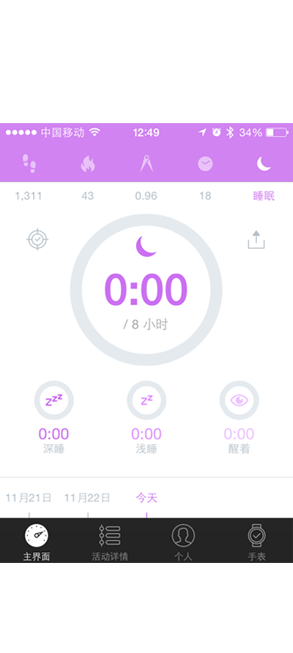 中国移动 12:49 34%
1,311 43 0.96 18 睡眠
0:00
/ 8 小时
zzz zz
0:00 0:00 0:00
深睡 浅睡 醒着
11月21日 11月22日 今天
主界面 活动详情 个人 手表